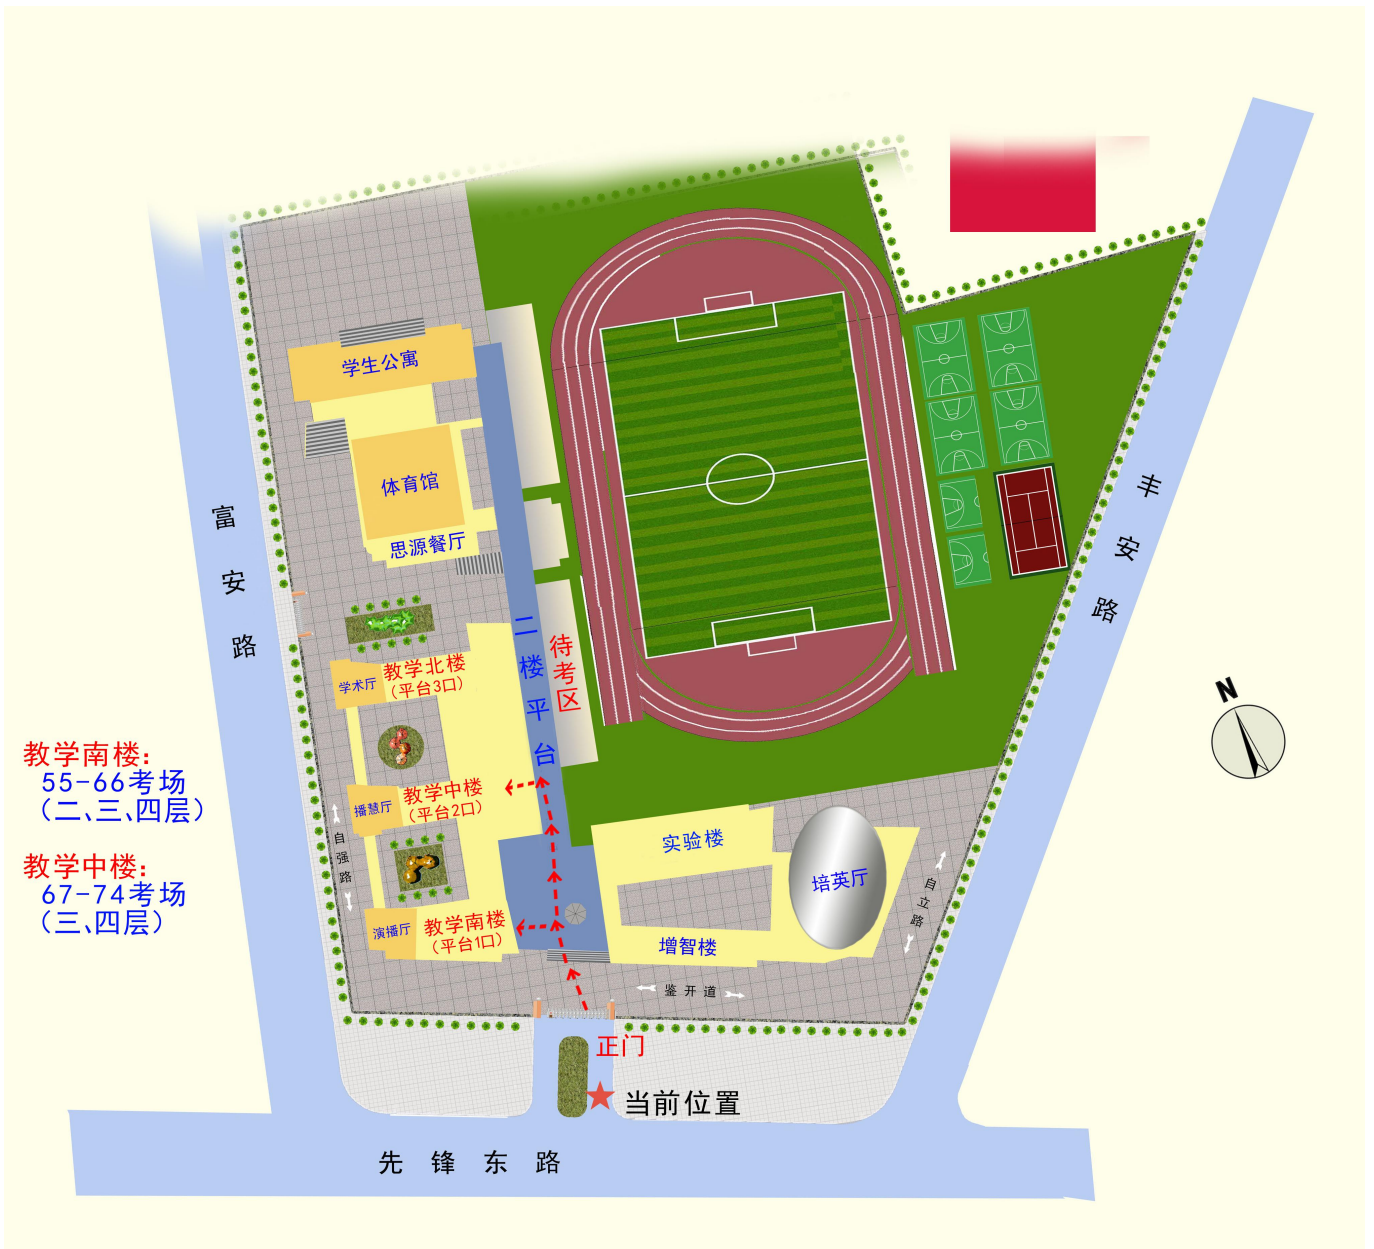 学生公寓
体育馆
思源餐厅
富安路
丰安路
二楼平台
待考区
学术厅
教学北楼
(平台3口)
N
教学南楼:
55-66考场
(二、三、四层)
教学中楼:
67-74考场
(三、四层)
播慧厅
教学中楼
(平台2口)
自强路
实验楼
培英厅
自立路
演播厅
教学南楼
(平台1口)
增智楼
鉴开道
正门
当前位置
先锋东路